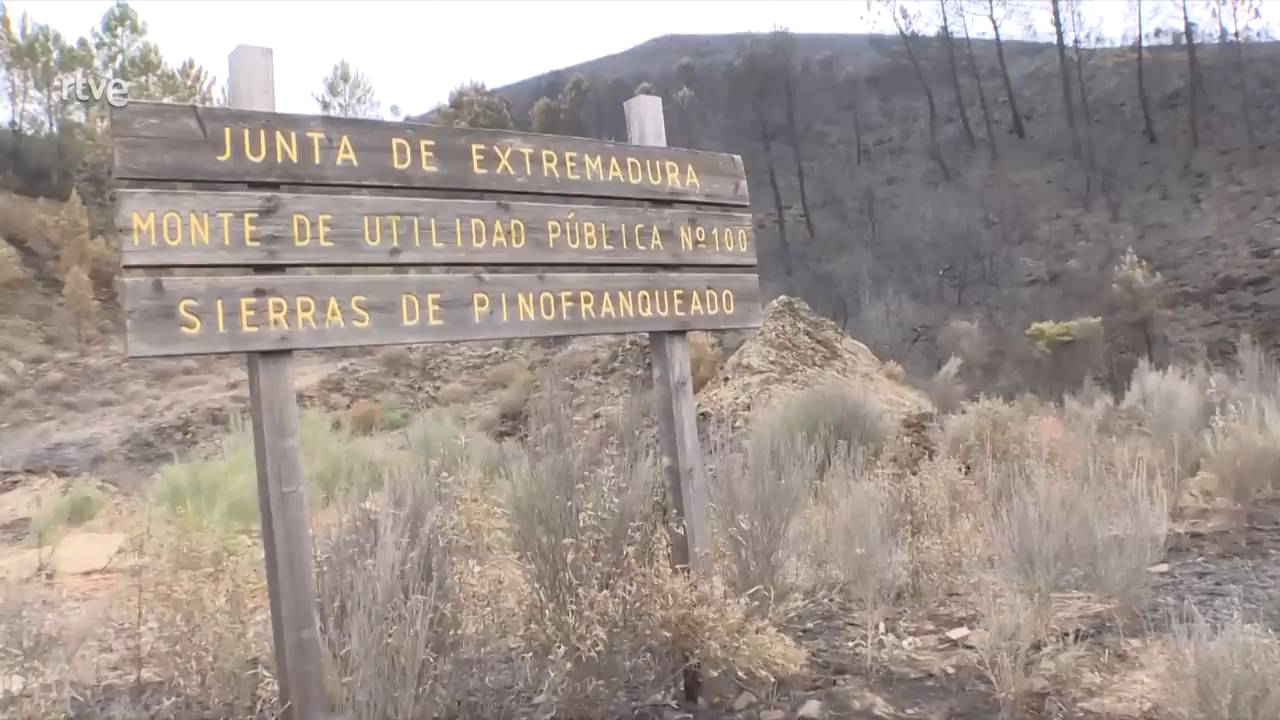 rtve
JUNTA DE EXTREMADURA
MONTE DE UTILIDAD PÚBLICA Nº100
SIERRAS DE PINOFRANQUEADO